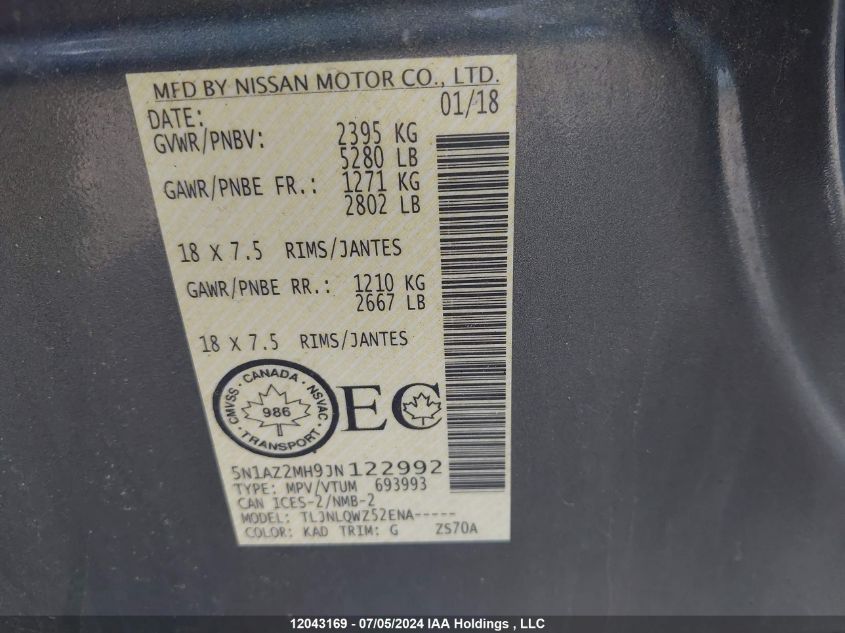 MFD BY NISSAN MOTOR CO., LTD.
DATE: 01/18
GVWR/PNBV: 2395 KG
5280 LB
GAWR/PNBE FR.: 1271 KG
2802 LB
18 X 7.5 RIMS/JANTES
GAWR/PNBE RR.: 1210 KG
2667 LB
18 X 7.5 RIMS/JANTES
CMVSS · CANADA · NSVAC · TRANSPORT ·
986
EC
5N1AZ2MH9JN122992
TYPE: MPV/VTUM 693993
CAN ICES-2/NMB-2
MODEL: TLJNLQWZ52ENA-----
COLOR: KAD TRIM: G ZS70A
12043169 - 07/05/2024 IAA Holdings , LLC